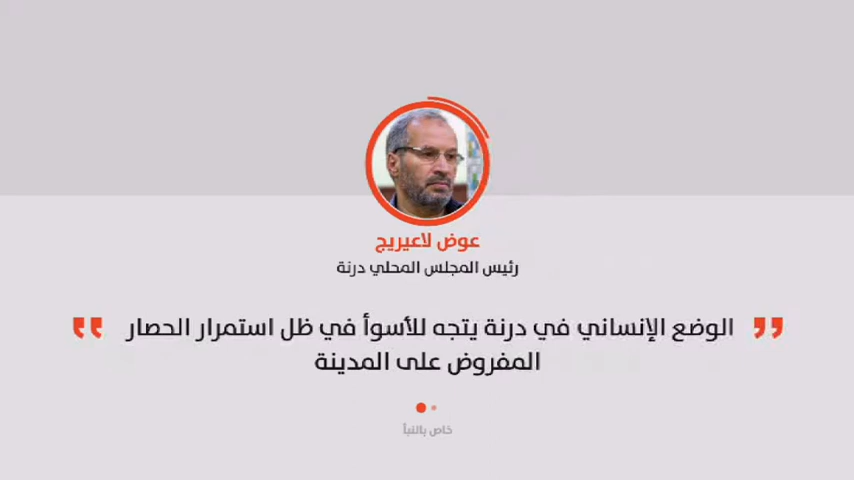 عوض لاعيريج
رئيس المجلس المحلي درنة
الوضع الإنساني في درنة يتجه للأسوأ في ظل استمرار الحصار
المفروض على المدينة
خاص بالنبأ